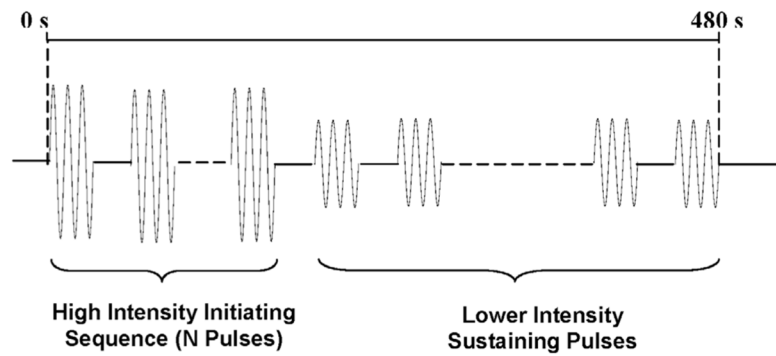 0 s
480 s
High Intensity Initiating
Sequence (N Pulses)
Lower Intensity
Sustaining Pulses